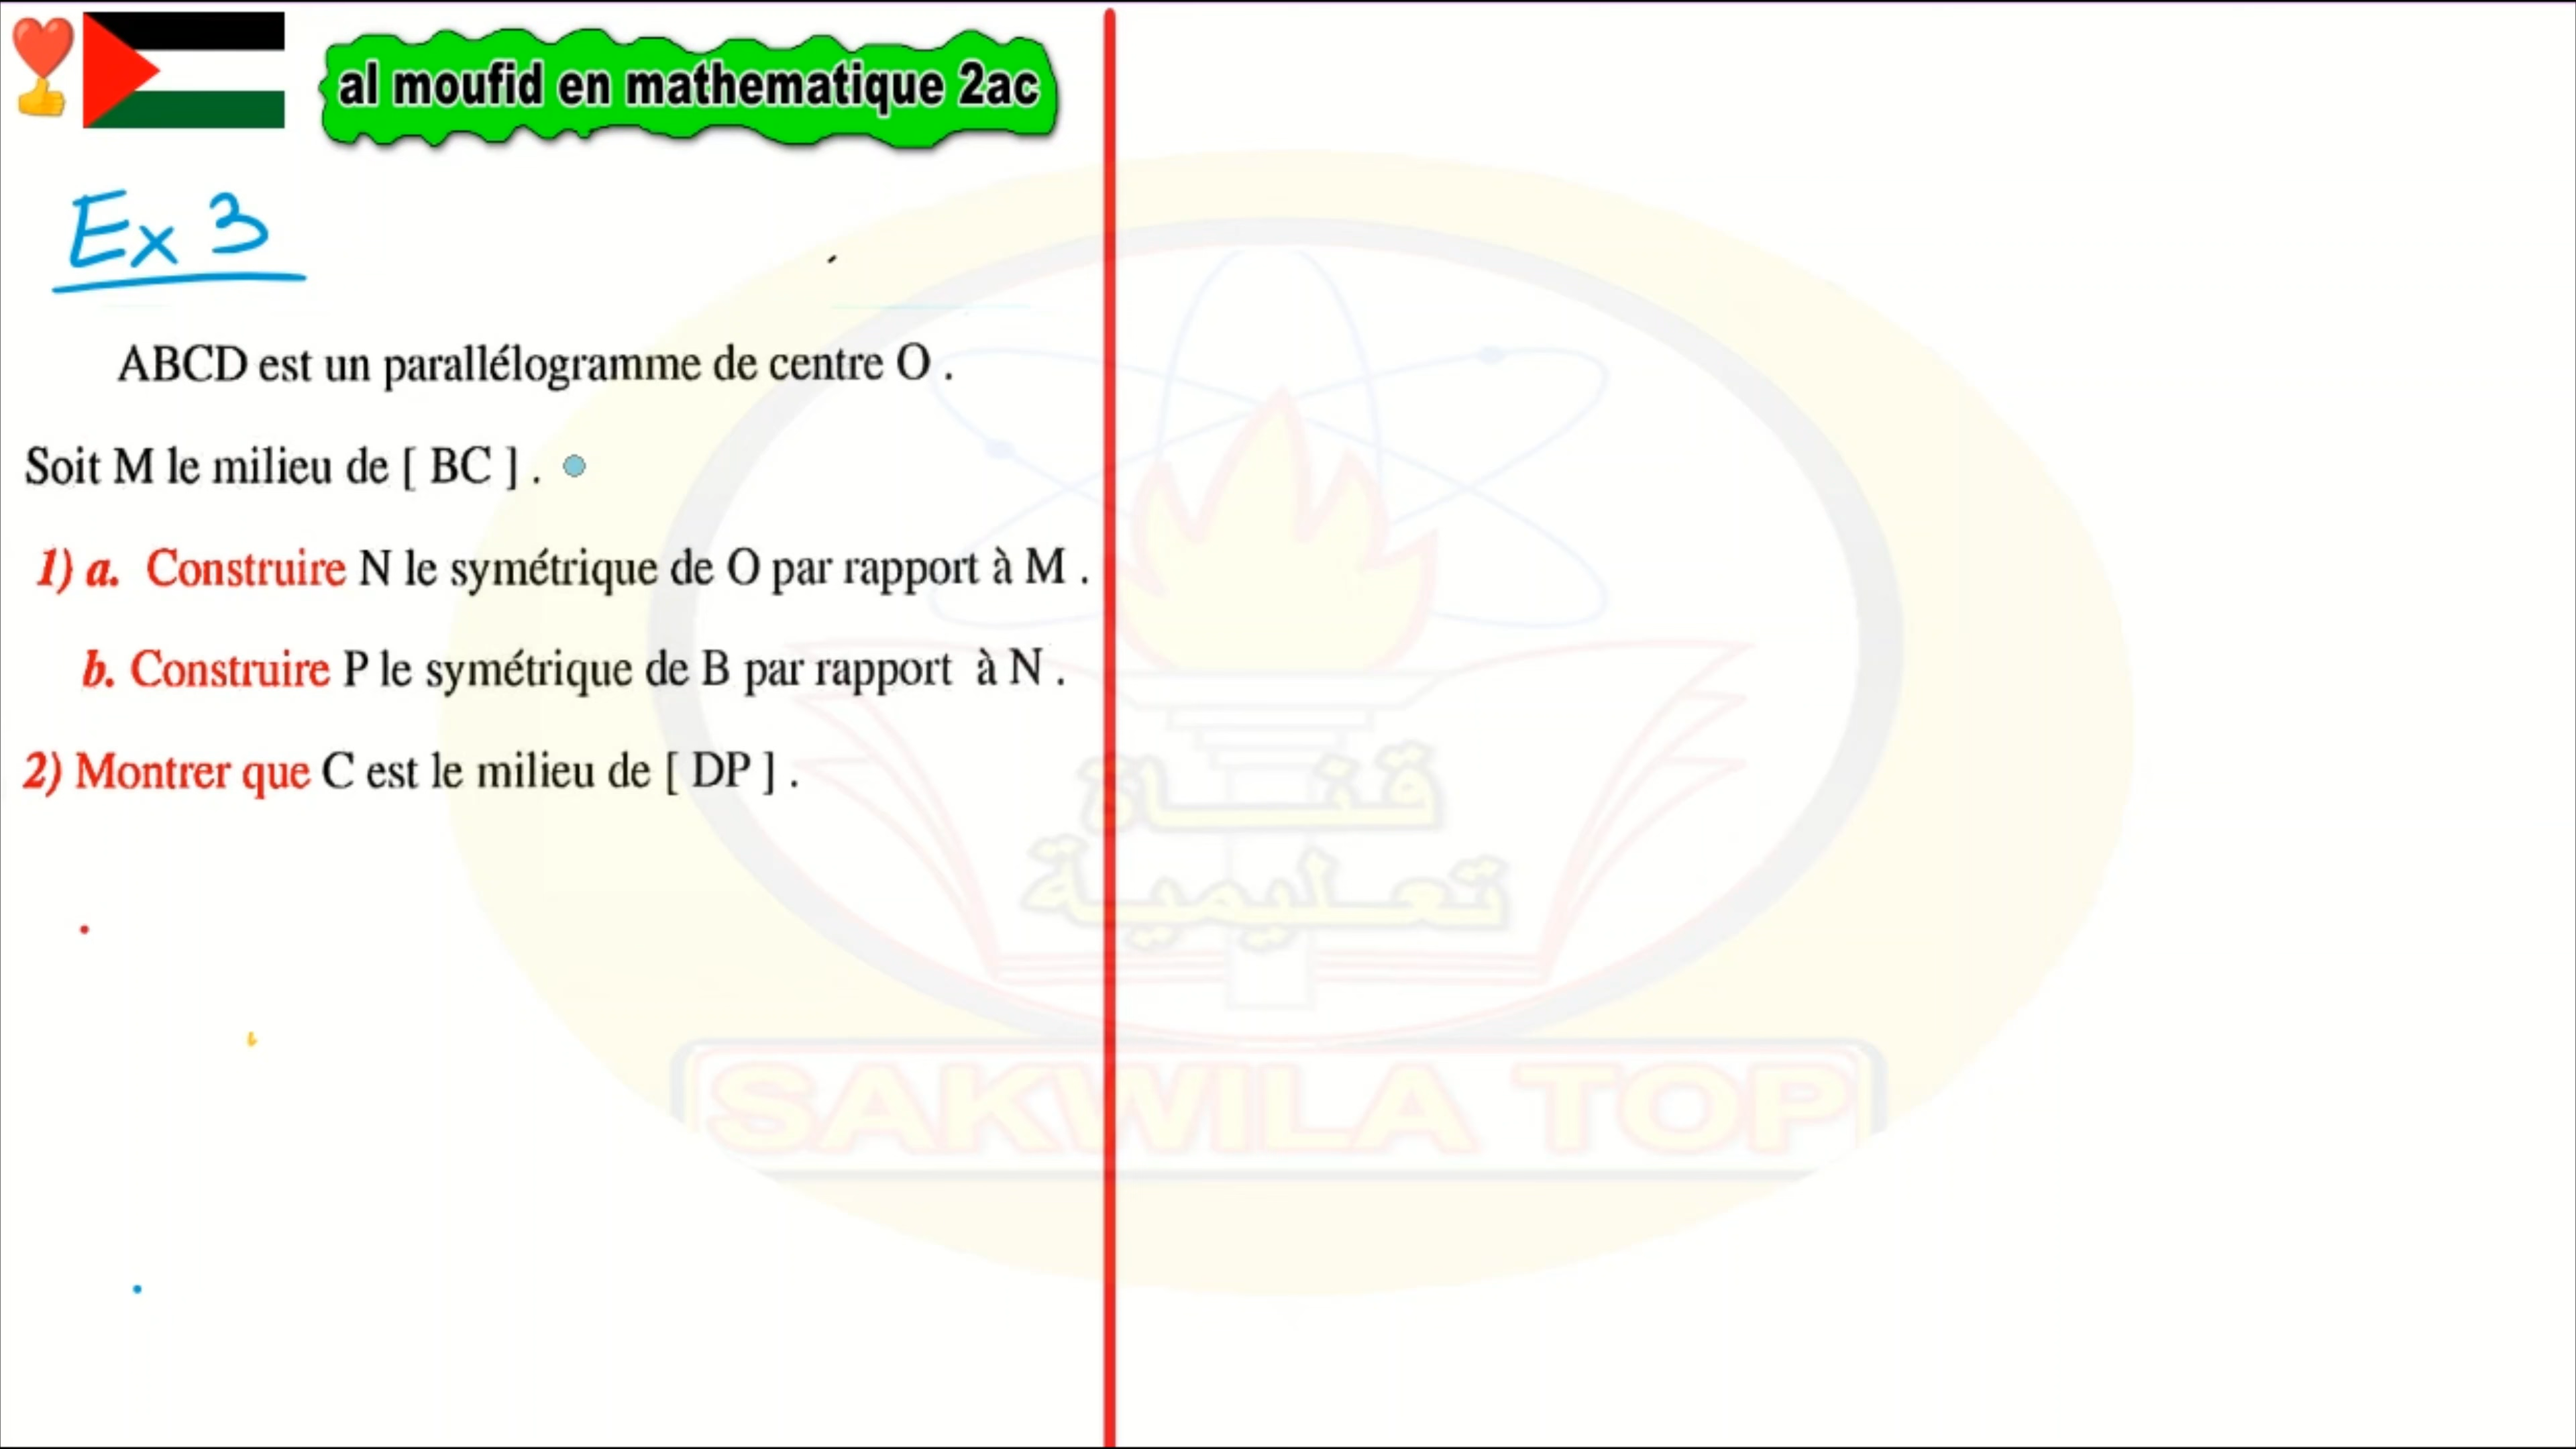 al moufid en mathematique 2ac
Ex 3
ABCD est un parallélogramme de centre O .
Soit M le milieu de [ BC ] .
1) a. Construire N le symétrique de O par rapport à M .
b. Construire P le symétrique de B par rapport à N .
2) Montrer que C est le milieu de [ DP ] .
قناة
تعليمية
SAKWILA TOP